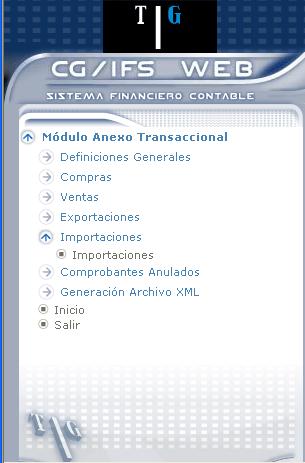 T G
CG/IFS WEB
SISTEMA FINANCIERO CONTABLE
Módulo Anexo Transaccional
Definiciones Generales
Compras
Ventas
Exportaciones
Importaciones
Importaciones
Comprobantes Anulados
Generación Archivo XML
Inicio
Salir
T G